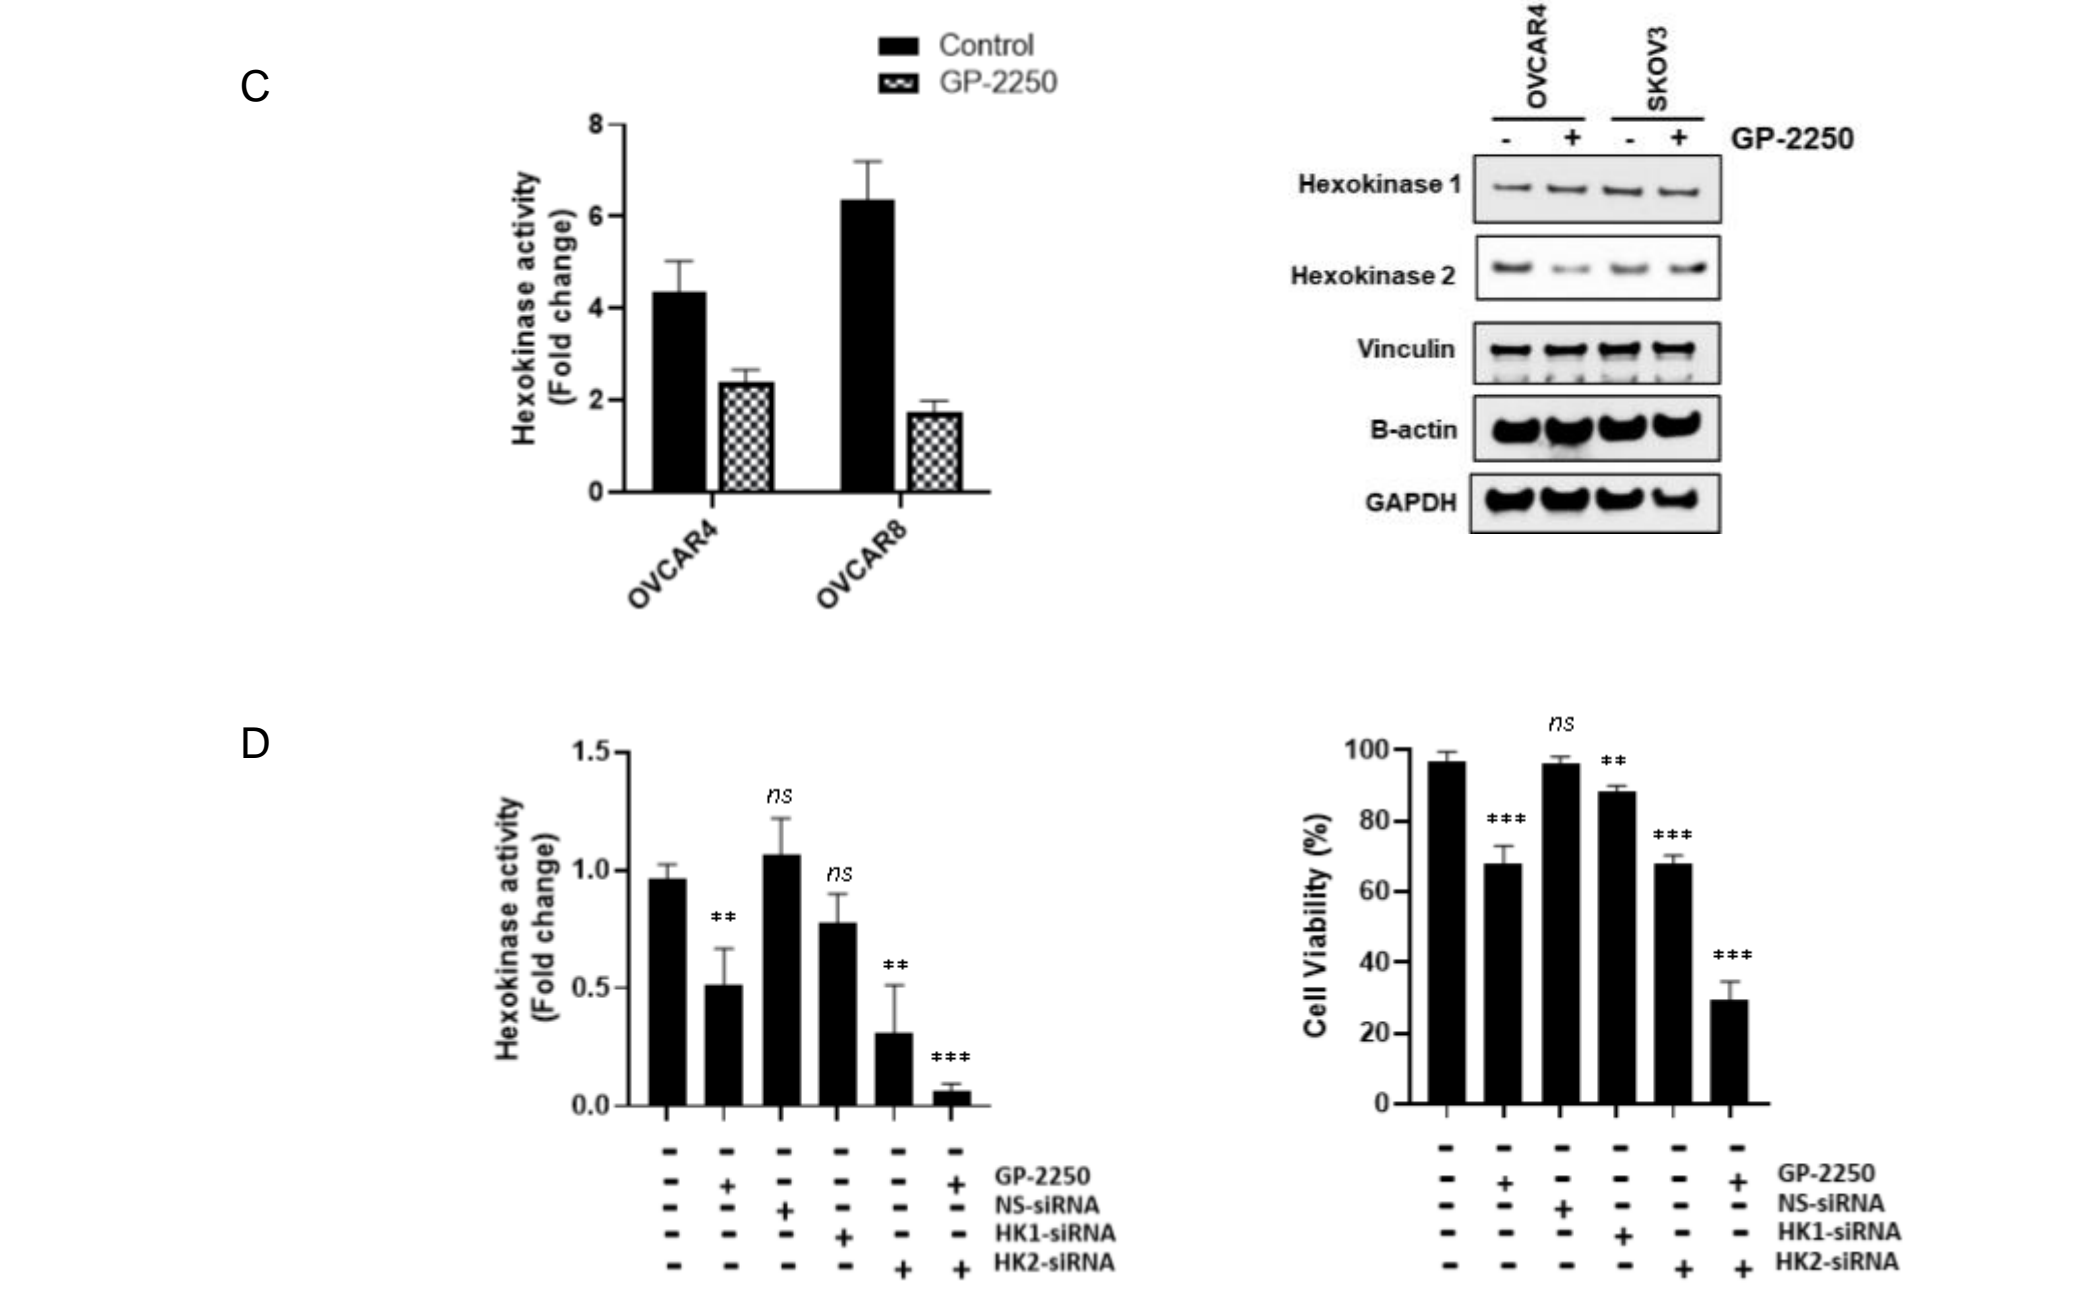 C
Control
GP-2250
8
6
4
2
0
Hexokinase activity
(Fold change)
OVCAR4
OVCAR8
OVCAR4
SKOV3
- + - + GP-2250
Hexokinase 1
Hexokinase 2
Vinculin
B-actin
GAPDH
D
1.5
1.0
0.5
0.0
Hexokinase activity
(Fold change)
**
ns
ns
**
***
- - - - - -
- + - - - + GP-2250
- - + - - - NS-siRNA
- - - + - - HK1-siRNA
- - - - + + HK2-siRNA
100
80
60
40
20
0
Cell Viability (%)
***
ns
**
***
***
- - - - - -
- + - - - + GP-2250
- - + - - - NS-siRNA
- - - + - - HK1-siRNA
- - - - + + HK2-siRNA